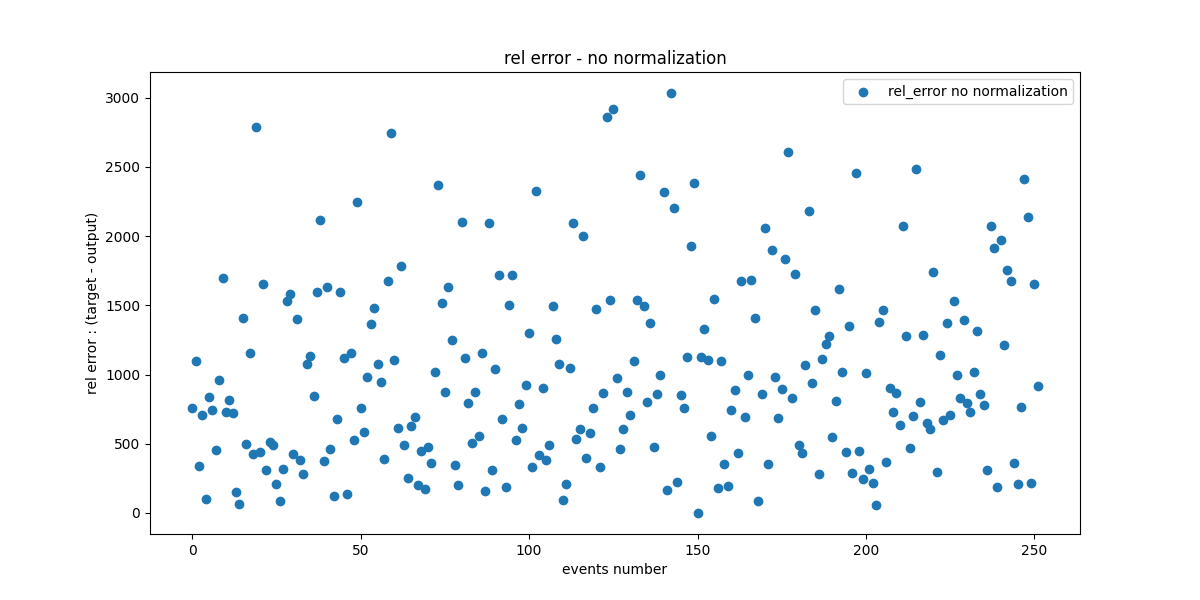 rel error - no normalization
rel_error no normalization
rel error : (target - output)
3000
2500
2000
1500
1000
500
0
0 50 100 150 200 250
events number